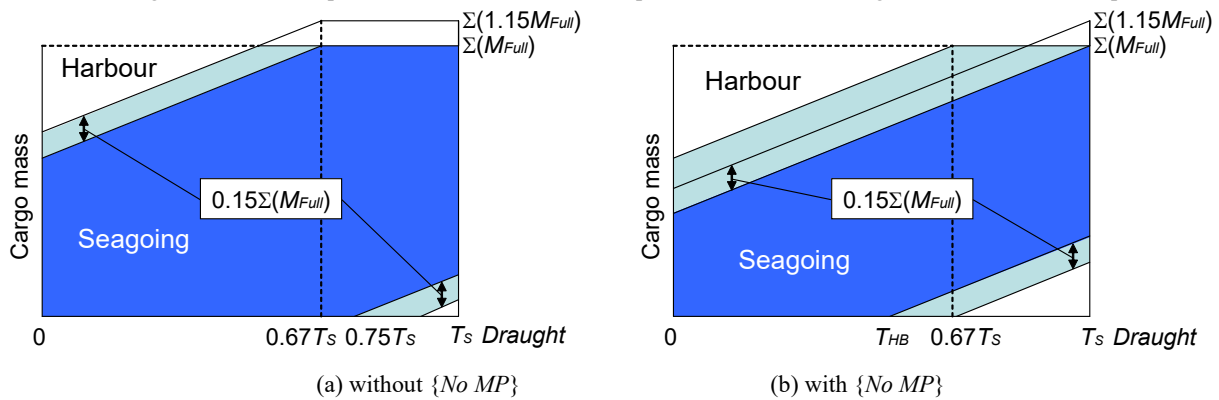 Σ(1.15MFull)
Σ(MFull)
Harbour
Cargo mass
0.15Σ(MFull)
Seagoing
0
0.67TS
0.75TS
TS Draught
(a) without {No MP}
Σ(1.15MFull)
Σ(MFull)
Harbour
Cargo mass
0.15Σ(MFull)
Seagoing
0
THB
0.67TS
TS Draught
(b) with {No MP}